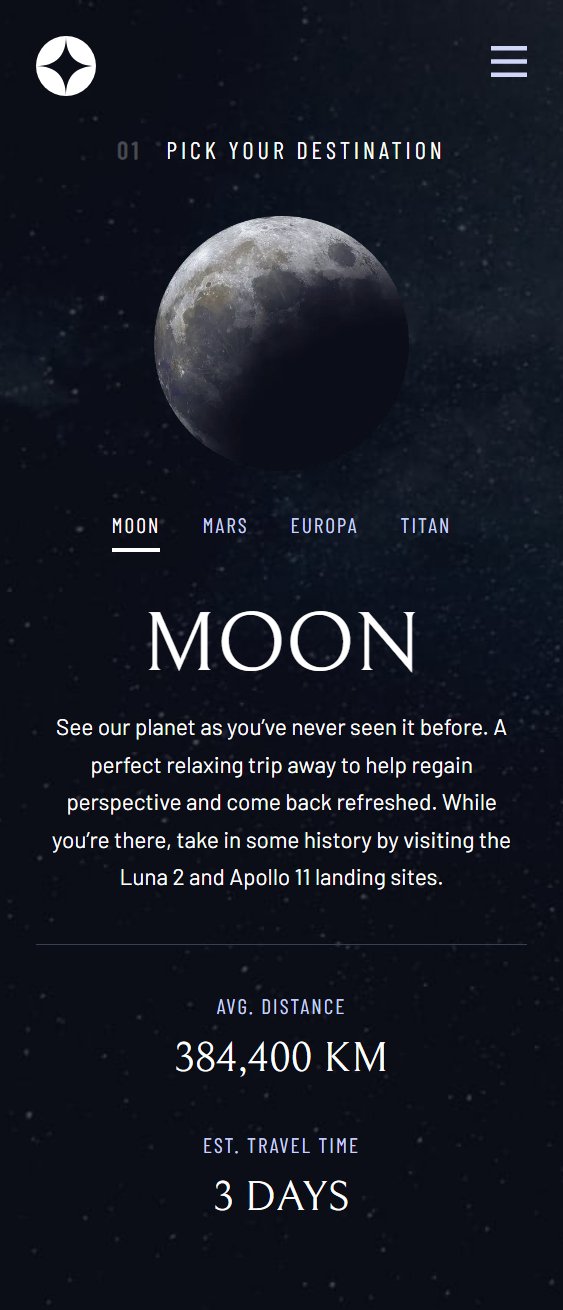 01 PICK YOUR DESTINATION
MOON MARS EUROPA TITAN
MOON
See our planet as you’ve never seen it before. A
perfect relaxing trip away to help regain
perspective and come back refreshed. While
you’re there, take in some history by visiting the
Luna 2 and Apollo 11 landing sites.
AVG. DISTANCE
384,400 KM
EST. TRAVEL TIME
3 DAYS